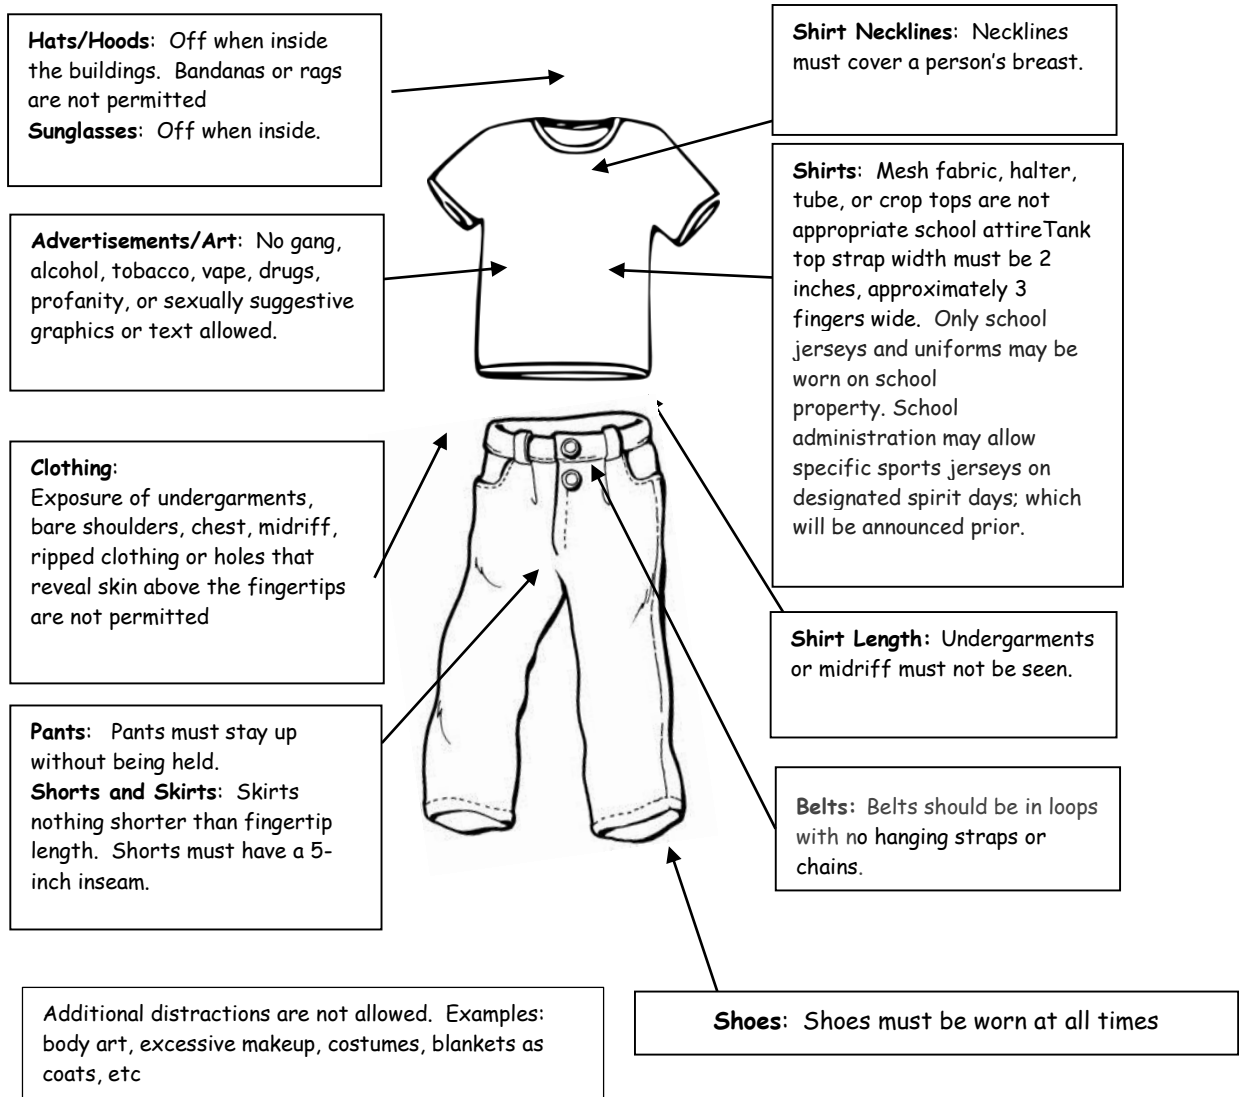 Hats/Hoods: Off when inside
the buildings. Bandanas or rags
are not permitted
Sunglasses: Off when inside.
Advertisements/Art: No gang,
alcohol, tobacco, vape, drugs,
profanity, or sexually suggestive
graphics or text allowed.
Clothing:
Exposure of undergarments,
bare shoulders, chest, midriff,
ripped clothing or holes that
reveal skin above the fingertips
are not permitted
Pants: Pants must stay up
without being held.
Shorts and Skirts: Skirts
nothing shorter than fingertip
length. Shorts must have a 5-
inch inseam.
Shirt Necklines: Necklines
must cover a person's breast.
Shirts: Mesh fabric, halter,
tube, or crop tops are not
appropriate school attireTank
top strap width must be 2
inches, approximately 3
fingers wide. Only school
jerseys and uniforms may be
worn on school
property. School
administration may allow
specific sports jerseys on
designated spirit days; which
will be announced prior.
Shirt Length: Undergarments
or midriff must not be seen.
Belts: Belts should be in loops
with no hanging straps or
chains.
Additional distractions are not allowed. Examples:
body art, excessive makeup, costumes, blankets as
coats, etc
Shoes: Shoes must be worn at all times